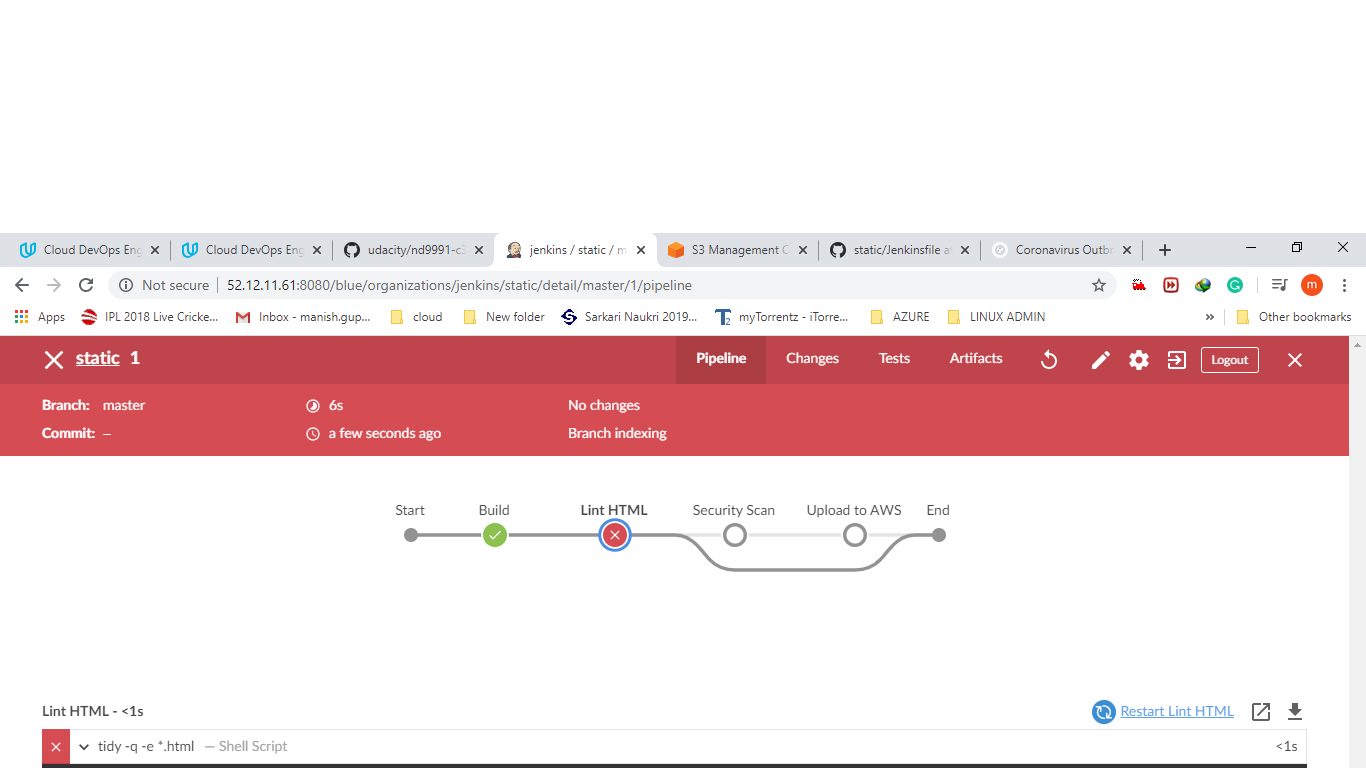 Cloud DevOps Eng
Cloud DevOps Eng
udacity/nd9991-c3
jenkins / static / m
S3 Management C
static/Jenkinsfile a
Coronavirus Outbr
Not secure | 52.12.11.61:8080/blue/organizations/jenkins/static/detail/master/1/pipeline
m
Apps IPL 2018 Live Cricke... Inbox - manish.gup... cloud New folder Sarkari Naukri 2019... myTorrentz - iTorre... AZURE LINUX ADMIN » Other bookmarks
static 1 Pipeline Changes Tests Artifacts Logout
Branch: master 6s No changes
Commit: – a few seconds ago Branch indexing
Start Build Lint HTML Security Scan Upload to AWS End
Lint HTML - <1s Restart Lint HTML
tidy -q -e *.html — Shell Script <1s